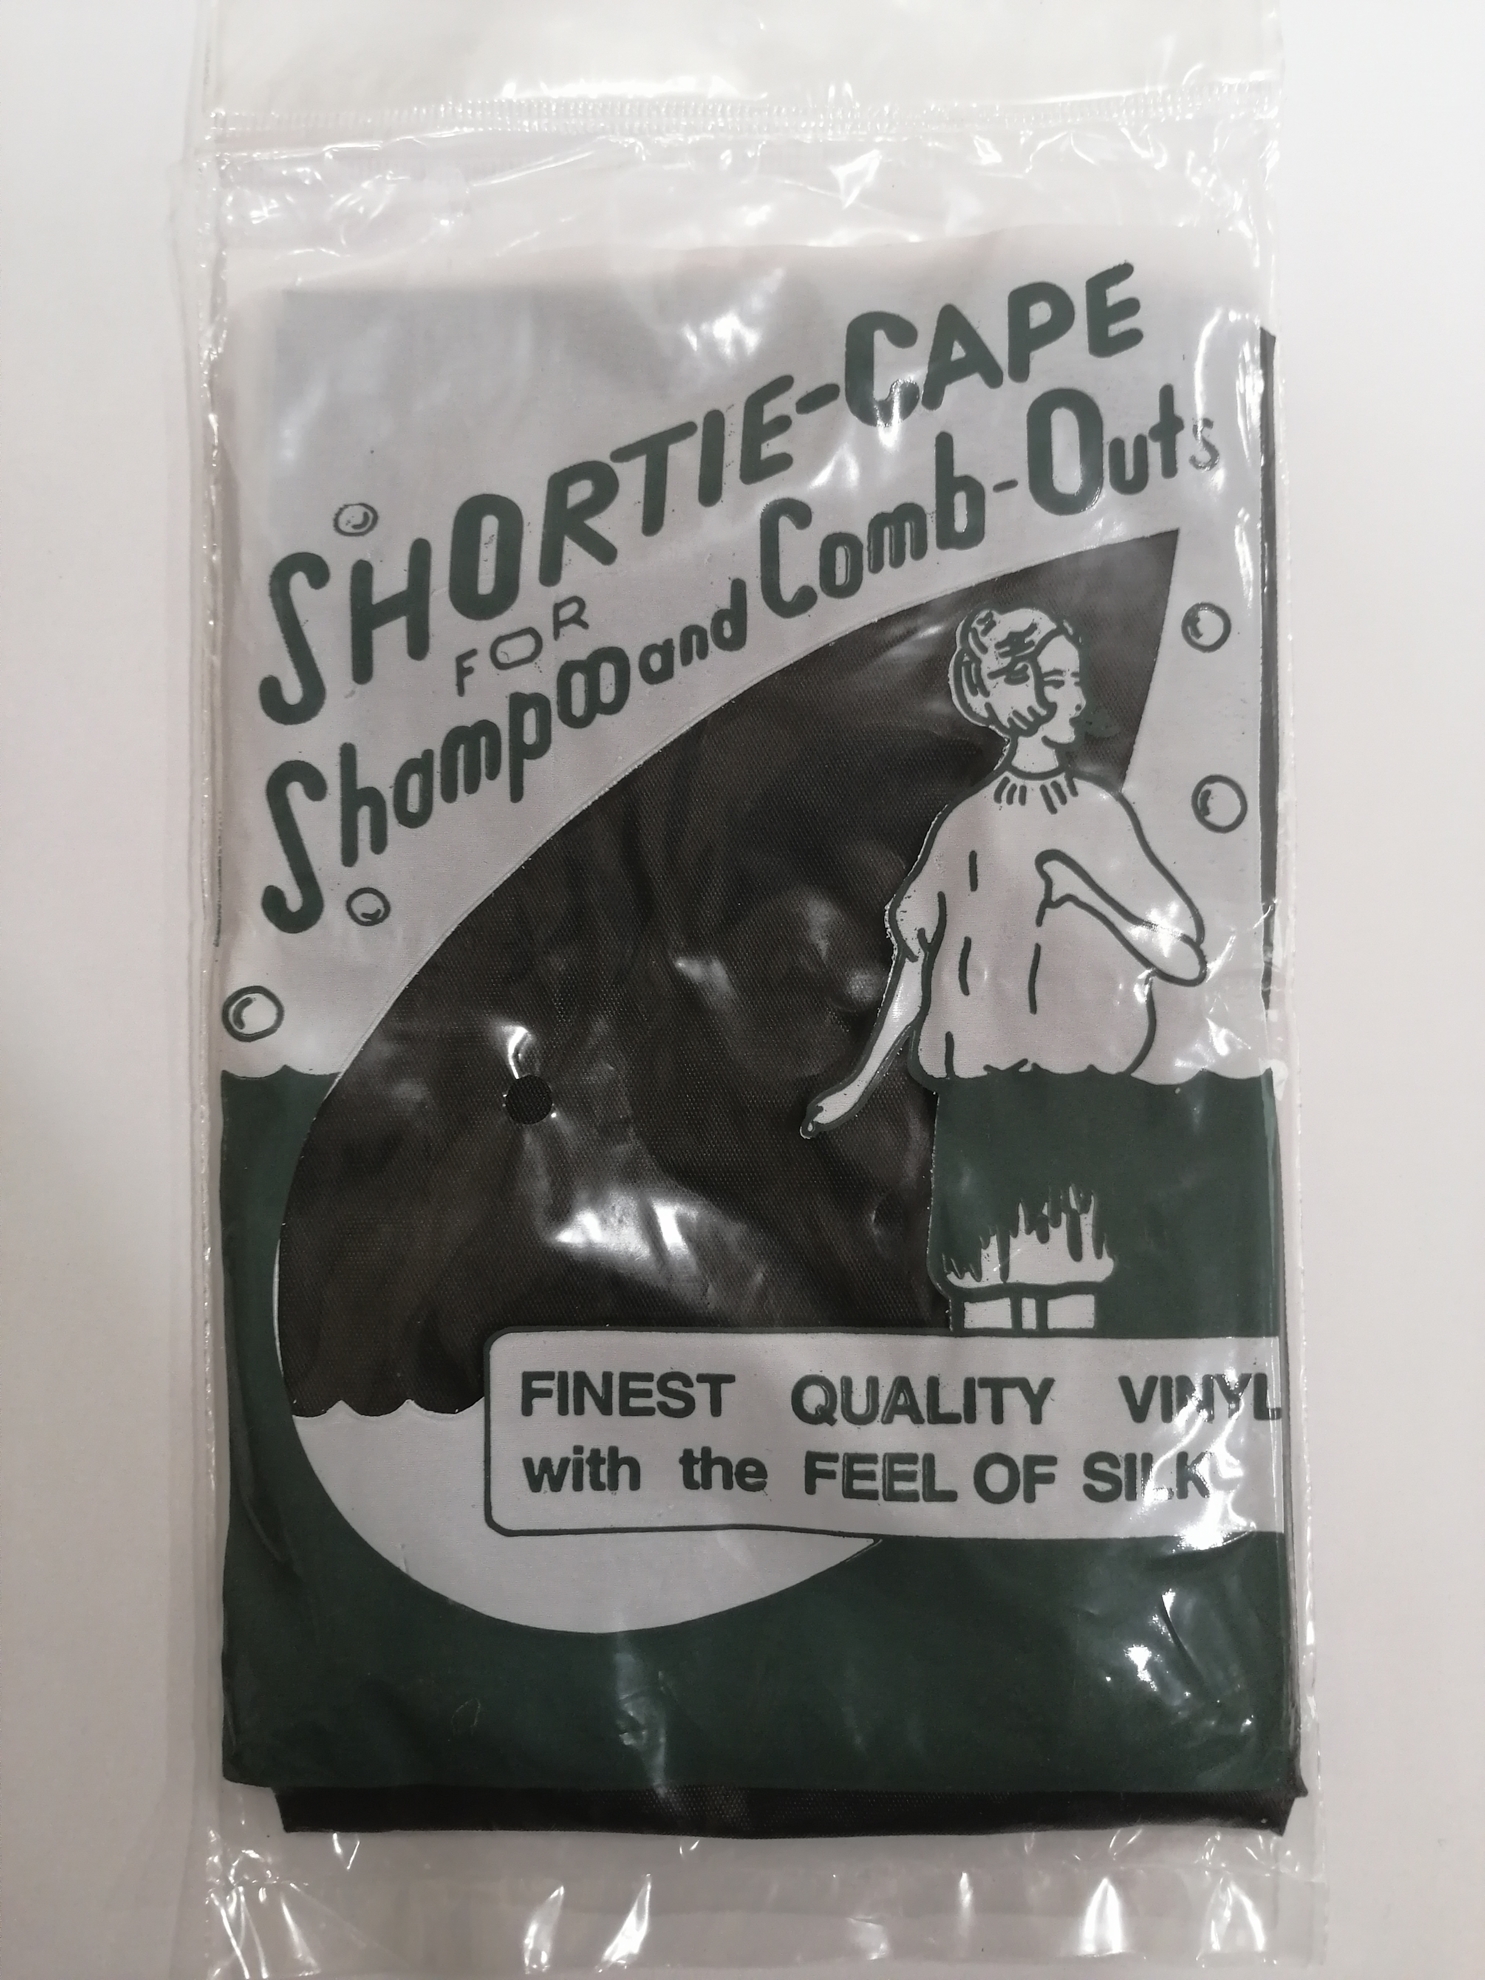 SHORTIE-CAPE
FOR
Shampoo and Comb-Outs
FINEST QUALITY VINYL
with the FEEL OF SILK